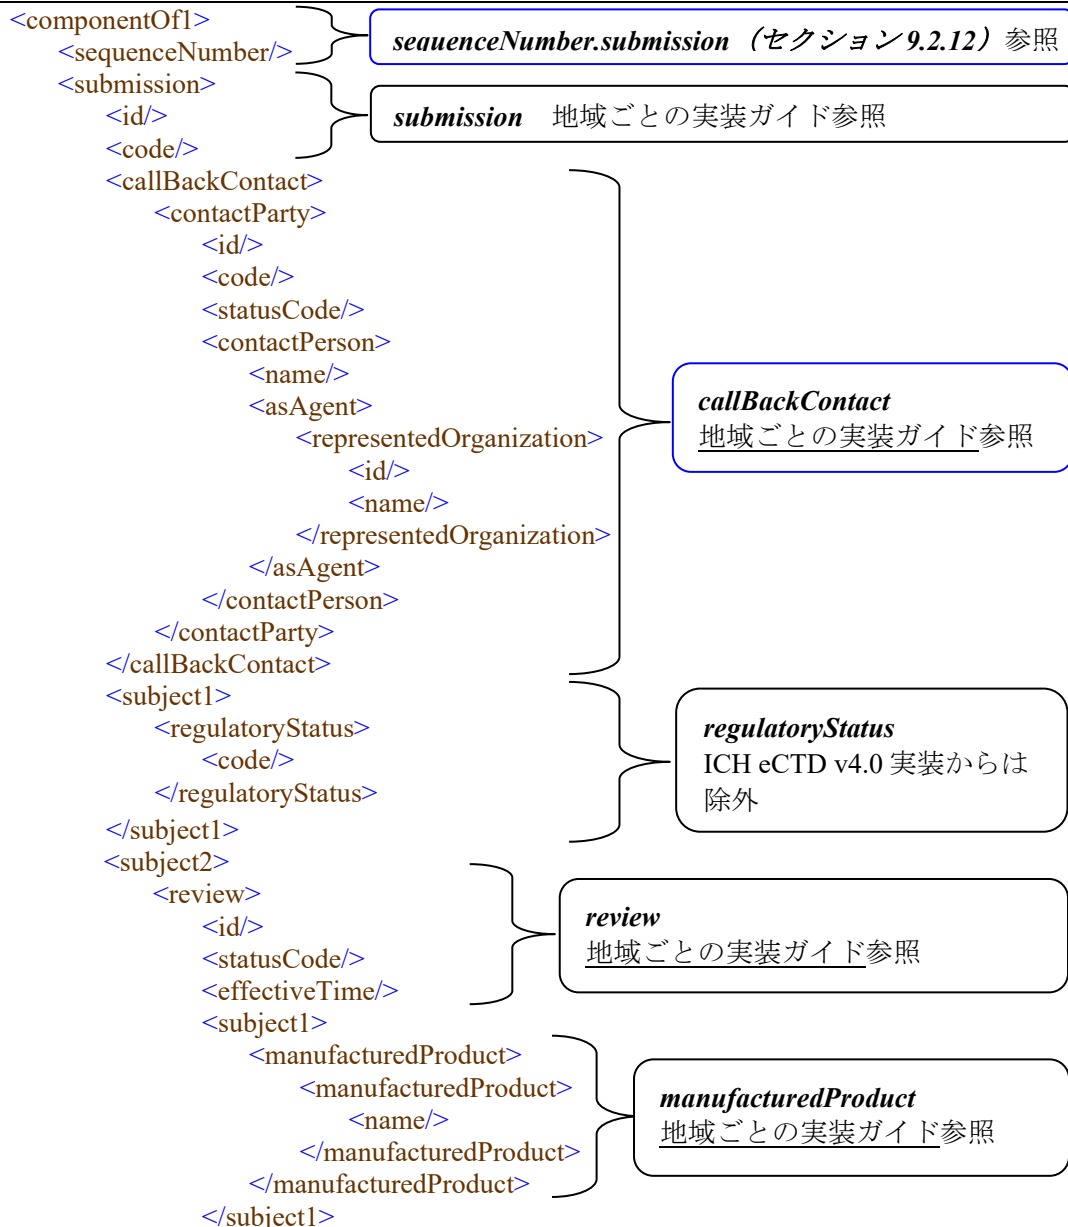 <componentOf1>
<sequenceNumber/>
sequenceNumber.submission（セクション 9.2.12）参照
<submission>
<id/>
<code/>
submission　地域ごとの実装ガイド参照
<callBackContact>
<contactParty>
<id/>
<code/>
<statusCode/>
<contactPerson>
<name/>
<asAgent>
<representedOrganization>
<id/>
<name/>
</representedOrganization>
</asAgent>
</contactPerson>
</contactParty>
</callBackContact>
callBackContact
地域ごとの実装ガイド参照
<subject1>
<regulatoryStatus>
<code/>
</regulatoryStatus>
</subject1>
regulatoryStatus
ICH eCTD v4.0 実装からは
除外
<subject2>
<review>
<id/>
<statusCode/>
<effectiveTime/>
review
地域ごとの実装ガイド参照
<subject1>
<manufacturedProduct>
<manufacturedProduct>
<name/>
</manufacturedProduct>
</manufacturedProduct>
manufacturedProduct
地域ごとの実装ガイド参照
</subject1>